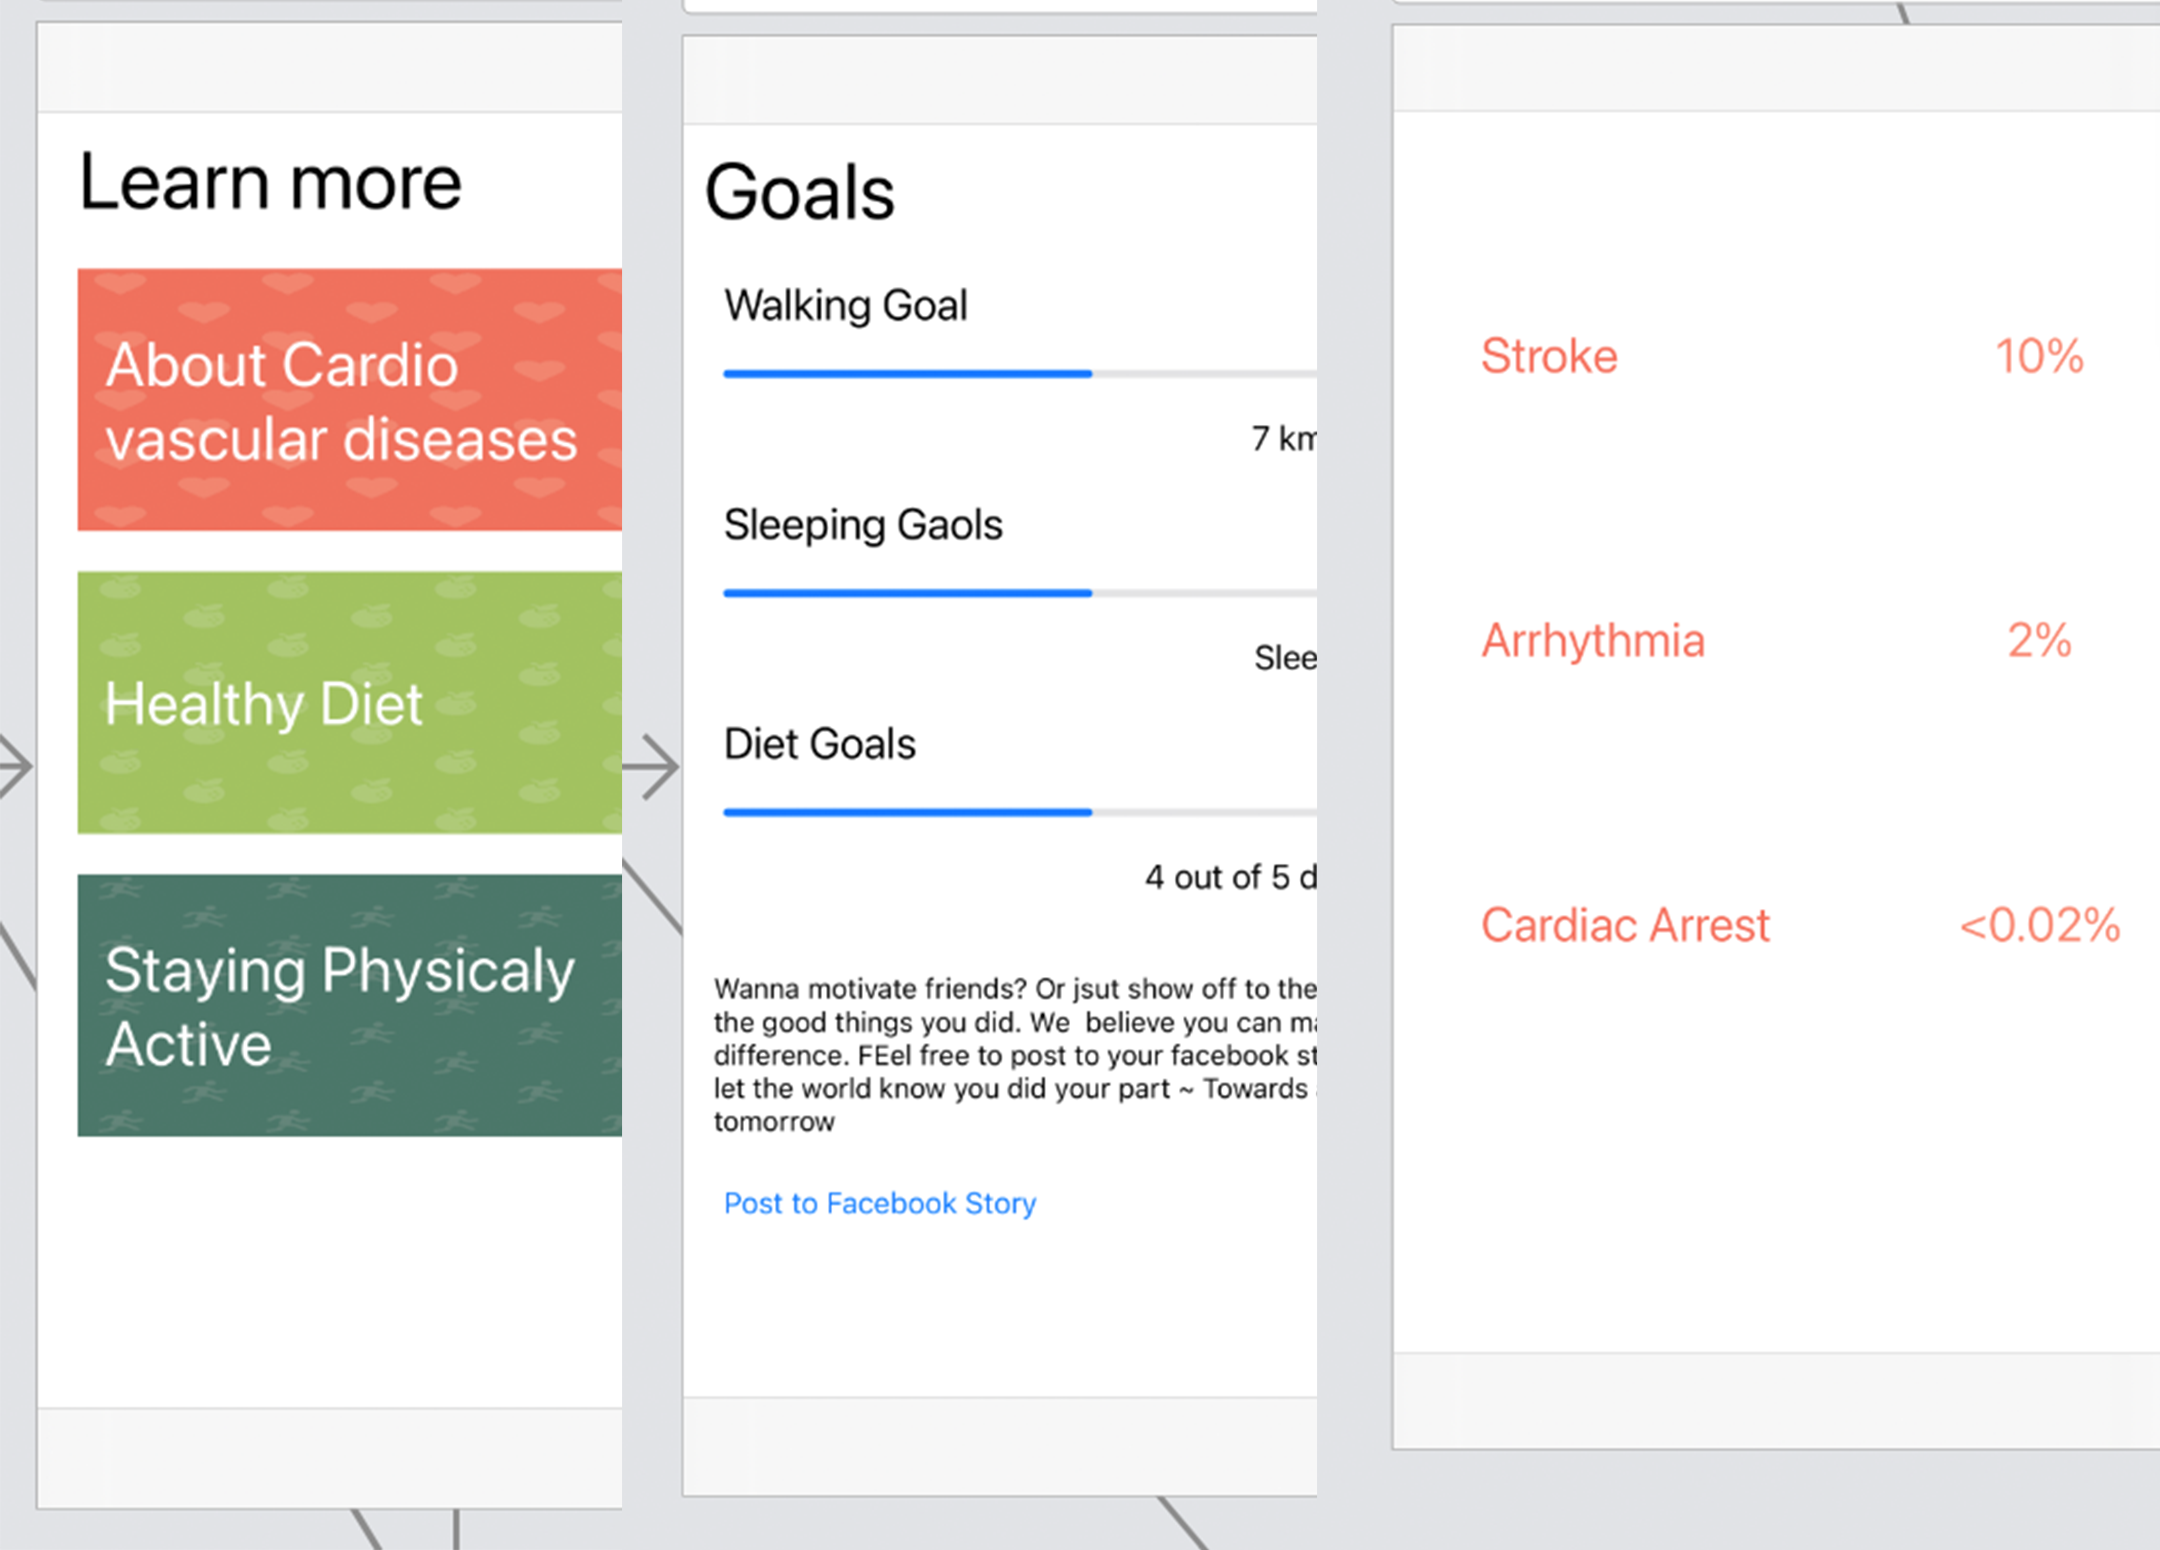 Learn more
About Cardio
vascular diseases
Healthy Diet
Staying Physicaly
Active
Goals
Walking Goal
7 km
Sleeping Gaols
Slee
Diet Goals
4 out of 5 d
Wanna motivate friends? Or jsut show off to the
the good things you did. We  believe you can ma
difference. FEel free to post to your facebook st
let the world know you did your part ~ Towards
tomorrow
Post to Facebook Story
Stroke 10%
Arrhythmia 2%
Cardiac Arrest <0.02%